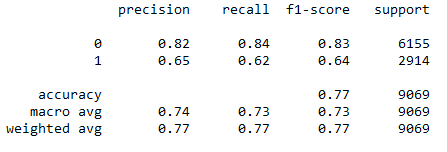 precision recall f1-score support
0 0.82 0.84 0.83 6155
1 0.65 0.62 0.64 2914
accuracy 0.77 9069
macro avg 0.74 0.73 0.73 9069
weighted avg 0.77 0.77 0.77 9069